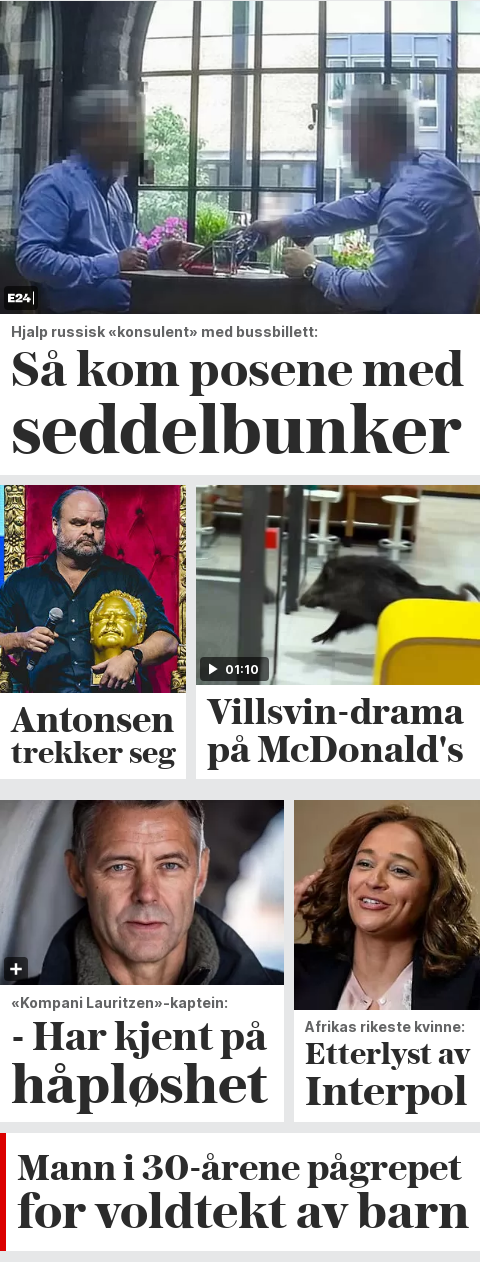 E24
Hjalp russisk «konsulent» med bussbillett:
Så kom posene med
seddelbunker
Antonsen
trekker seg
01:10
Villsvin-drama
på McDonald's
«Kompani Lauritzen»-kaptein:
- Har kjent på
håpløshet
Afrikas rikeste kvinne:
Etterlyst av
Interpol
Mann i 30-årene pågrepet
for voldtekt av barn